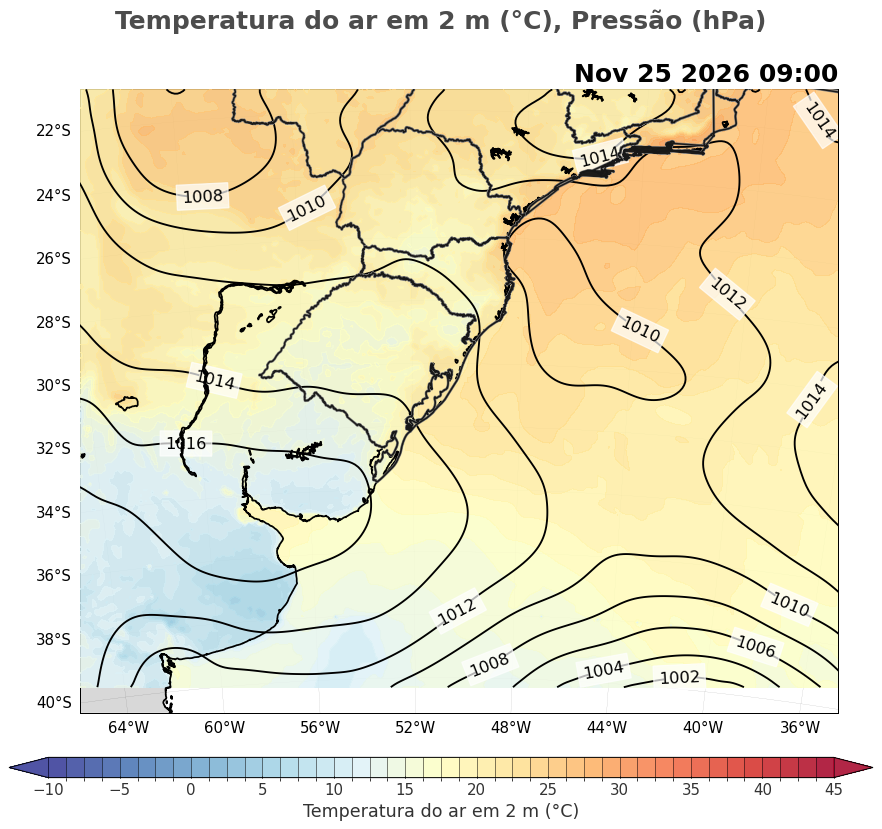 Temperatura do ar em 2 m (°C), Pressão (hPa)
Nov 25 2026 09:00
22°S
24°S
26°S
28°S
30°S
32°S
34°S
36°S
38°S
40°S
1014
1014
1008
1010
1012
1010
1014
1014
1016
1012
1010
1008
1006
1004
1002
64°W 60°W 56°W 52°W 48°W 44°W 40°W 36°W
−10 −5 0 5 10 15 20 25 30 35 40 45
Temperatura do ar em 2 m (°C)